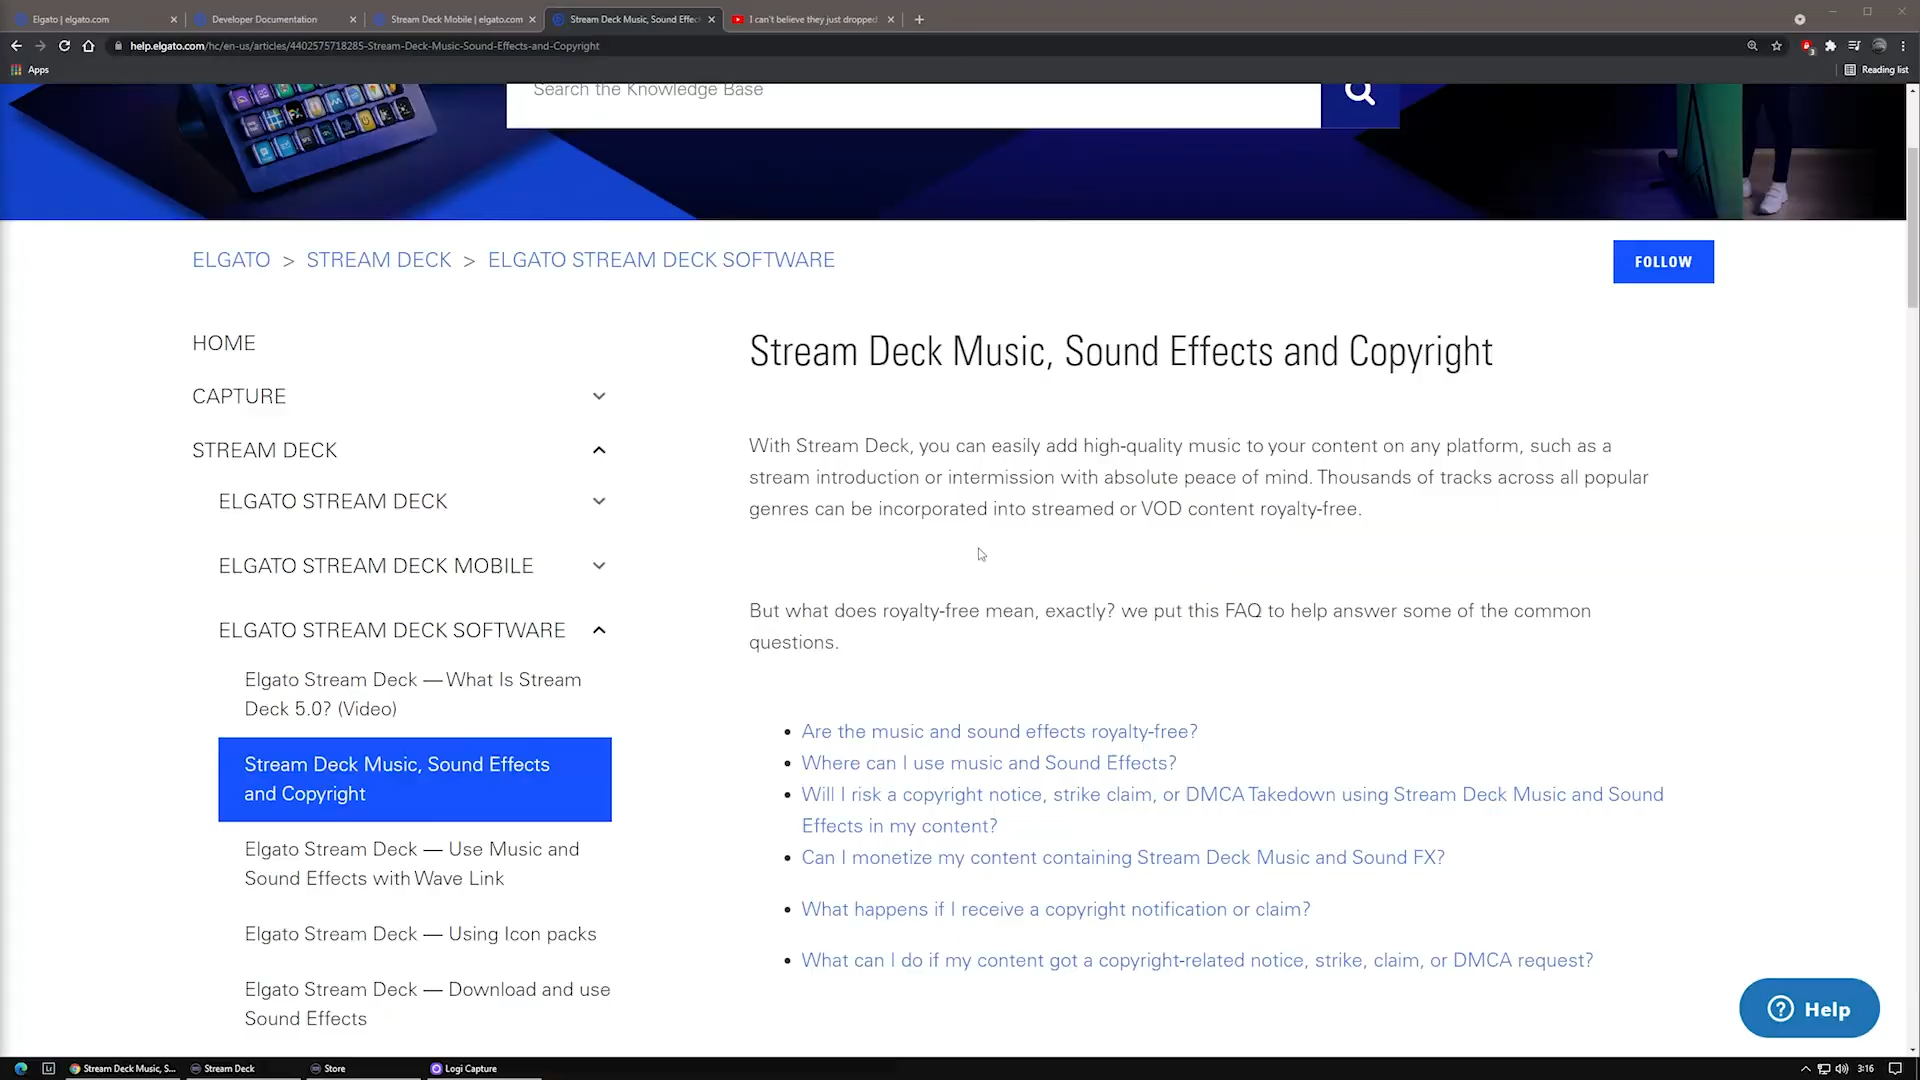 Elgato | elgato.com
Developer Documentation
Stream Deck Mobile | elgato.com
Stream Deck Music, Sound Effec
I can't believe they just dropped
help.elgato.com/hc/en-us/articles/4402575718285-Stream-Deck-Music-Sound-Effects-and-Copyright
Apps
Reading list
Search the Knowledge Base
ELGATO > STREAM DECK > ELGATO STREAM DECK SOFTWARE
FOLLOW
HOME
CAPTURE
STREAM DECK
ELGATO STREAM DECK
ELGATO STREAM DECK MOBILE
ELGATO STREAM DECK SOFTWARE
Elgato Stream Deck — What Is Stream
Deck 5.0? (Video)
Stream Deck Music, Sound Effects
and Copyright
Elgato Stream Deck — Use Music and
Sound Effects with Wave Link
Elgato Stream Deck — Using Icon packs
Elgato Stream Deck — Download and use
Sound Effects
Stream Deck Music, Sound Effects and Copyright
With Stream Deck, you can easily add high-quality music to your content on any platform, such as a
stream introduction or intermission with absolute peace of mind. Thousands of tracks across all popular
genres can be incorporated into streamed or VOD content royalty-free.
But what does royalty-free mean, exactly? we put this FAQ to help answer some of the common
questions.
• Are the music and sound effects royalty-free?
• Where can I use music and Sound Effects?
• Will I risk a copyright notice, strike claim, or DMCA Takedown using Stream Deck Music and Sound
Effects in my content?
• Can I monetize my content containing Stream Deck Music and Sound FX?
• What happens if I receive a copyright notification or claim?
• What can I do if my content got a copyright-related notice, strike, claim, or DMCA request?
Help
Stream Deck Music, S...
Stream Deck
Store
Logi Capture
3:16